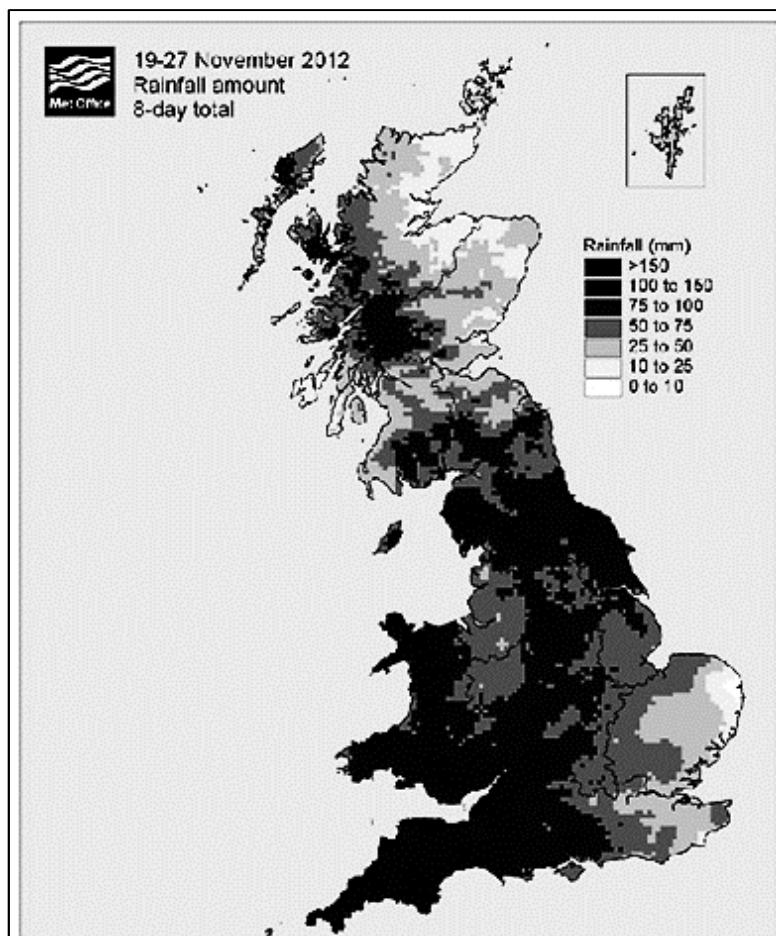 Met Office
19-27 November 2012
Rainfall amount
8-day total
Rainfall (mm)
>150
100 to 150
75 to 100
50 to 75
25 to 50
10 to 25
0 to 10